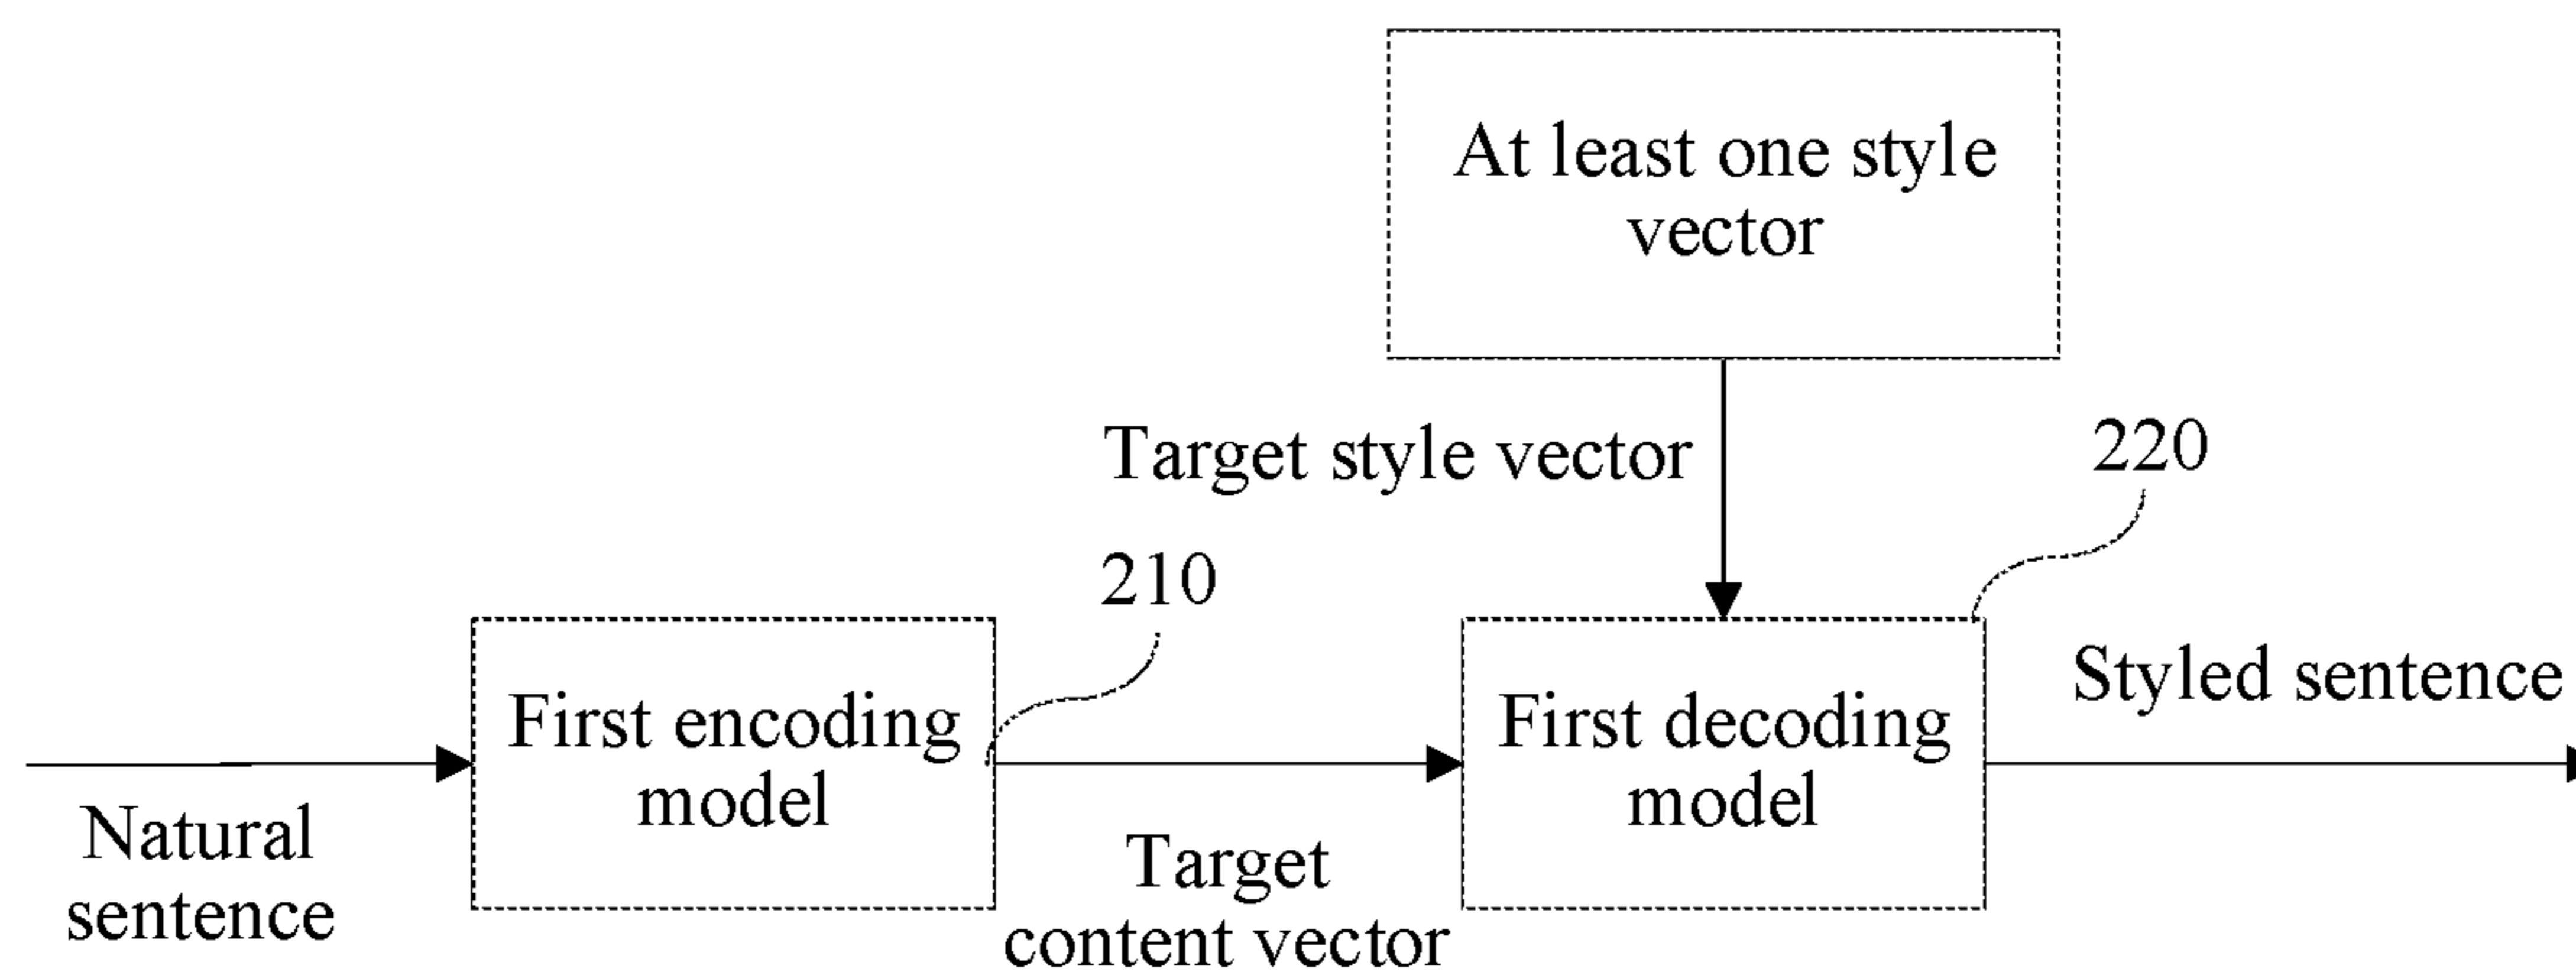 At least one style
vector
Target style vector
220
210
First encoding
model
First decoding
model
Styled sentence
Natural
sentence
Target
content vector